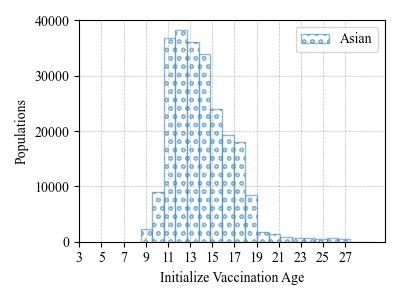 40000
30000
20000
10000
0
Populations
Asian
3 5 7 9 11 13 15 17 19 21 23 25 27
Initialize Vaccination Age